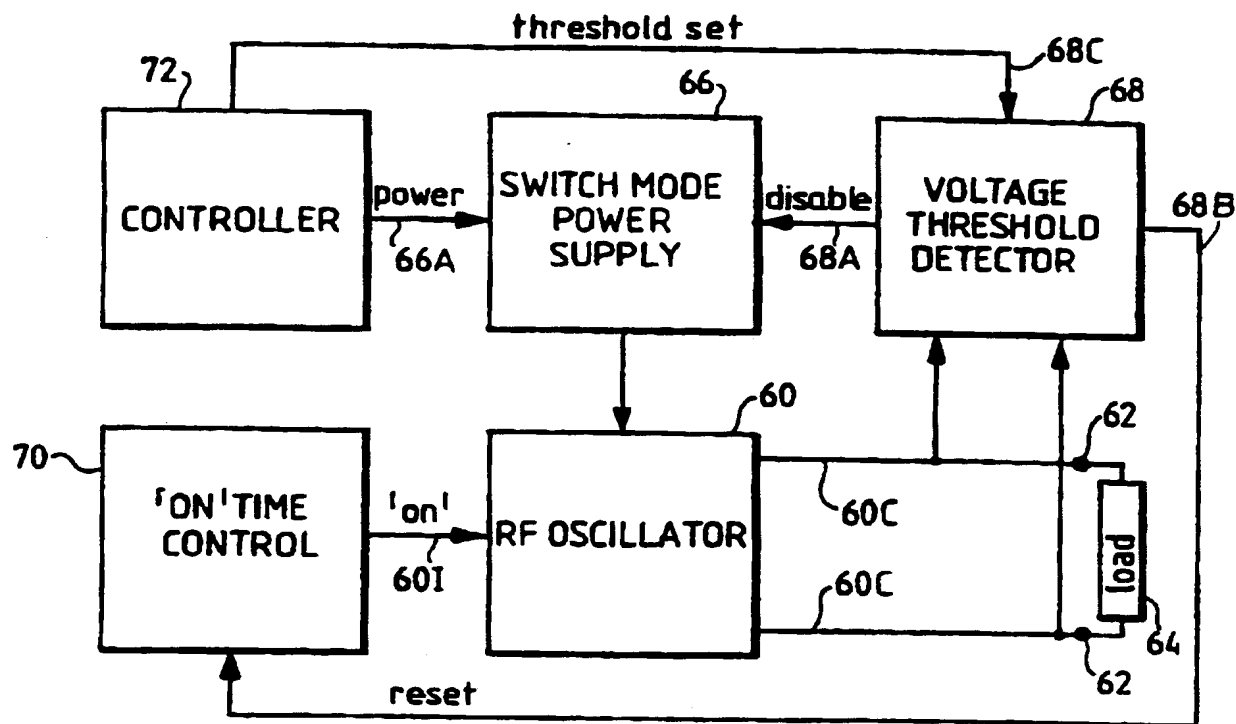 threshold set
68C
72
66
68
CONTROLLER
power
66A
SWITCH MODE
POWER
SUPPLY
disable
68A
VOLTAGE
THRESHOLD
DETECTOR
68B
70
'ON' TIME
CONTROL
'on'
60I
60
RF OSCILLATOR
60C
60C
62
load
64
62
reset